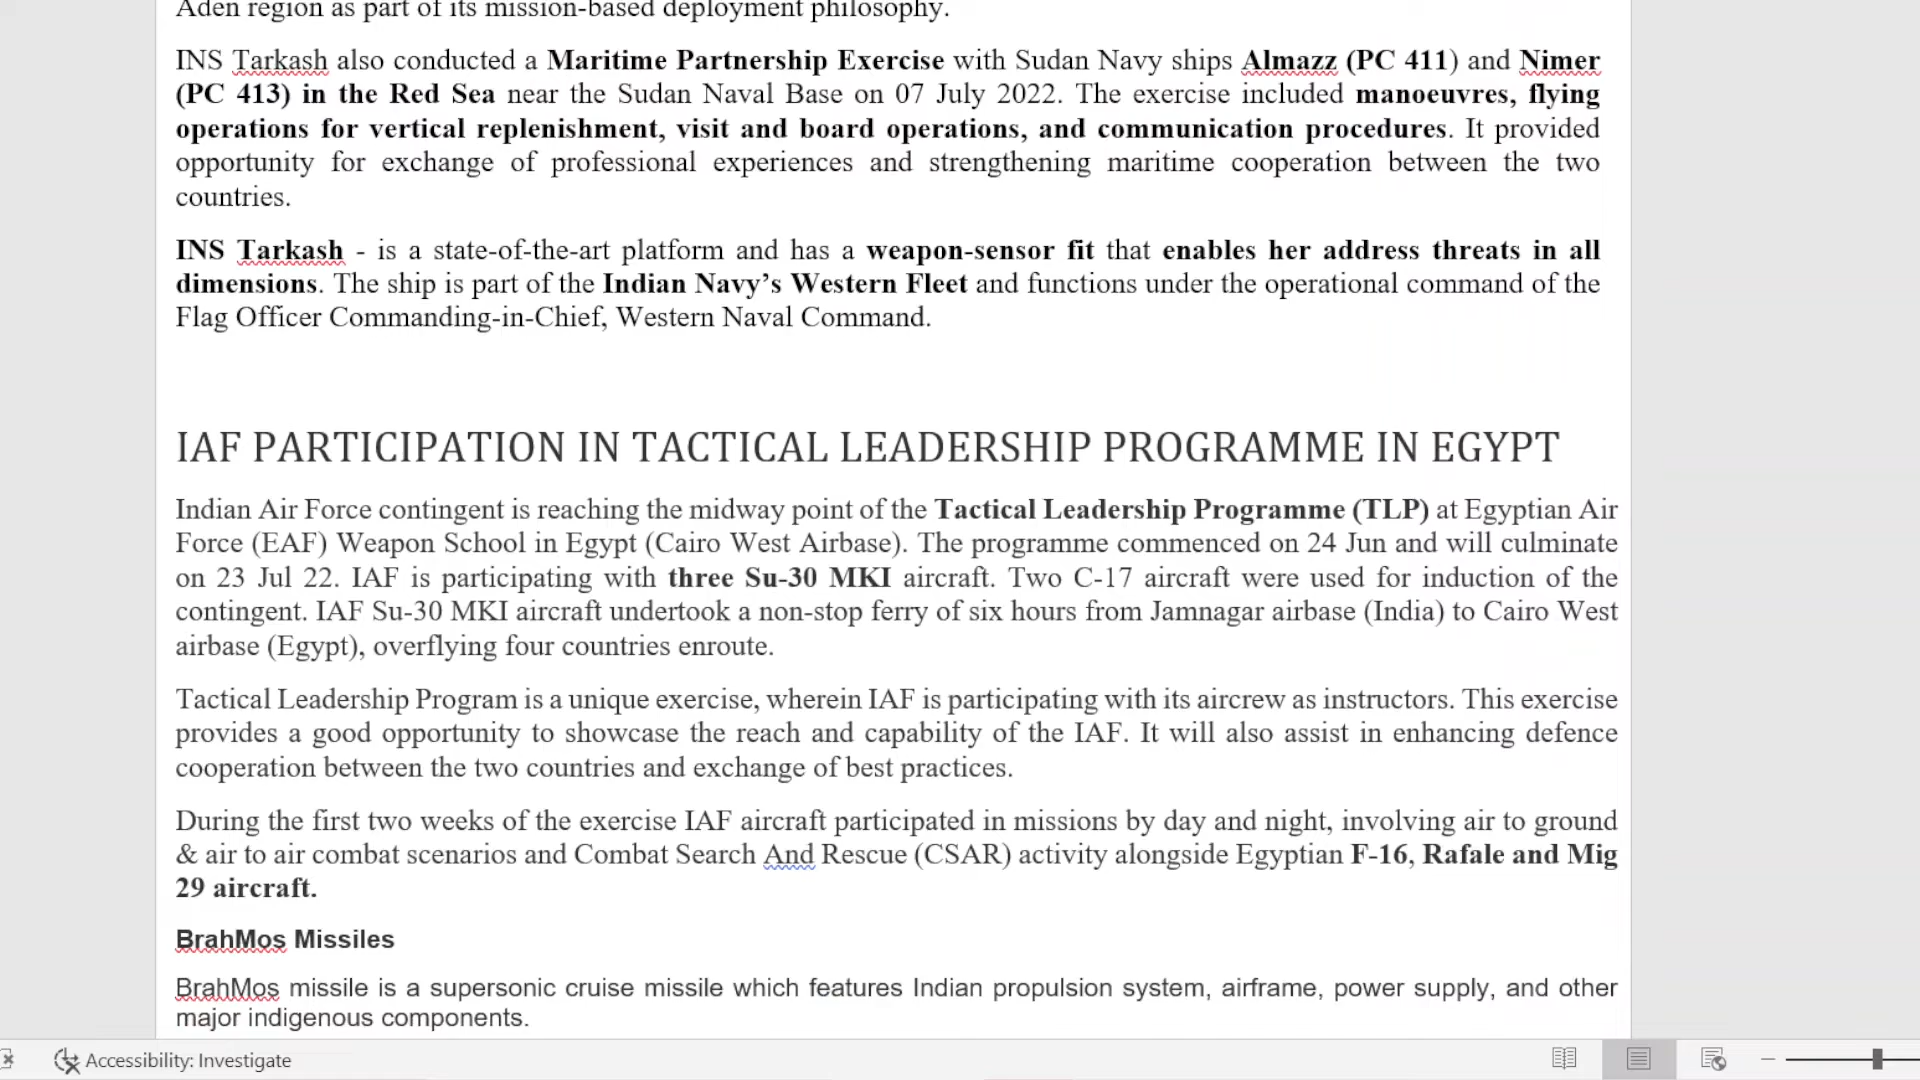 Aden region as part of its mission-based deployment philosophy.
INS Tarkash also conducted a Maritime Partnership Exercise with Sudan Navy ships Almazz (PC 411) and Nimer
(PC 413) in the Red Sea near the Sudan Naval Base on 07 July 2022. The exercise included manoeuvres, flying
operations for vertical replenishment, visit and board operations, and communication procedures. It provided
opportunity for exchange of professional experiences and strengthening maritime cooperation between the two
countries.
INS Tarkash - is a state-of-the-art platform and has a weapon-sensor fit that enables her address threats in all
dimensions. The ship is part of the Indian Navy’s Western Fleet and functions under the operational command of the
Flag Officer Commanding-in-Chief, Western Naval Command.
IAF PARTICIPATION IN TACTICAL LEADERSHIP PROGRAMME IN EGYPT
Indian Air Force contingent is reaching the midway point of the Tactical Leadership Programme (TLP) at Egyptian Air
Force (EAF) Weapon School in Egypt (Cairo West Airbase). The programme commenced on 24 Jun and will culminate
on 23 Jul 22. IAF is participating with three Su-30 MKI aircraft. Two C-17 aircraft were used for induction of the
contingent. IAF Su-30 MKI aircraft undertook a non-stop ferry of six hours from Jamnagar airbase (India) to Cairo West
airbase (Egypt), overflying four countries enroute.
Tactical Leadership Program is a unique exercise, wherein IAF is participating with its aircrew as instructors. This exercise
provides a good opportunity to showcase the reach and capability of the IAF. It will also assist in enhancing defence
cooperation between the two countries and exchange of best practices.
During the first two weeks of the exercise IAF aircraft participated in missions by day and night, involving air to ground
& air to air combat scenarios and Combat Search And Rescue (CSAR) activity alongside Egyptian F-16, Rafale and Mig
29 aircraft.
BrahMos Missiles
BrahMos missile is a supersonic cruise missile which features Indian propulsion system, airframe, power supply, and other
major indigenous components.
Accessibility: Investigate